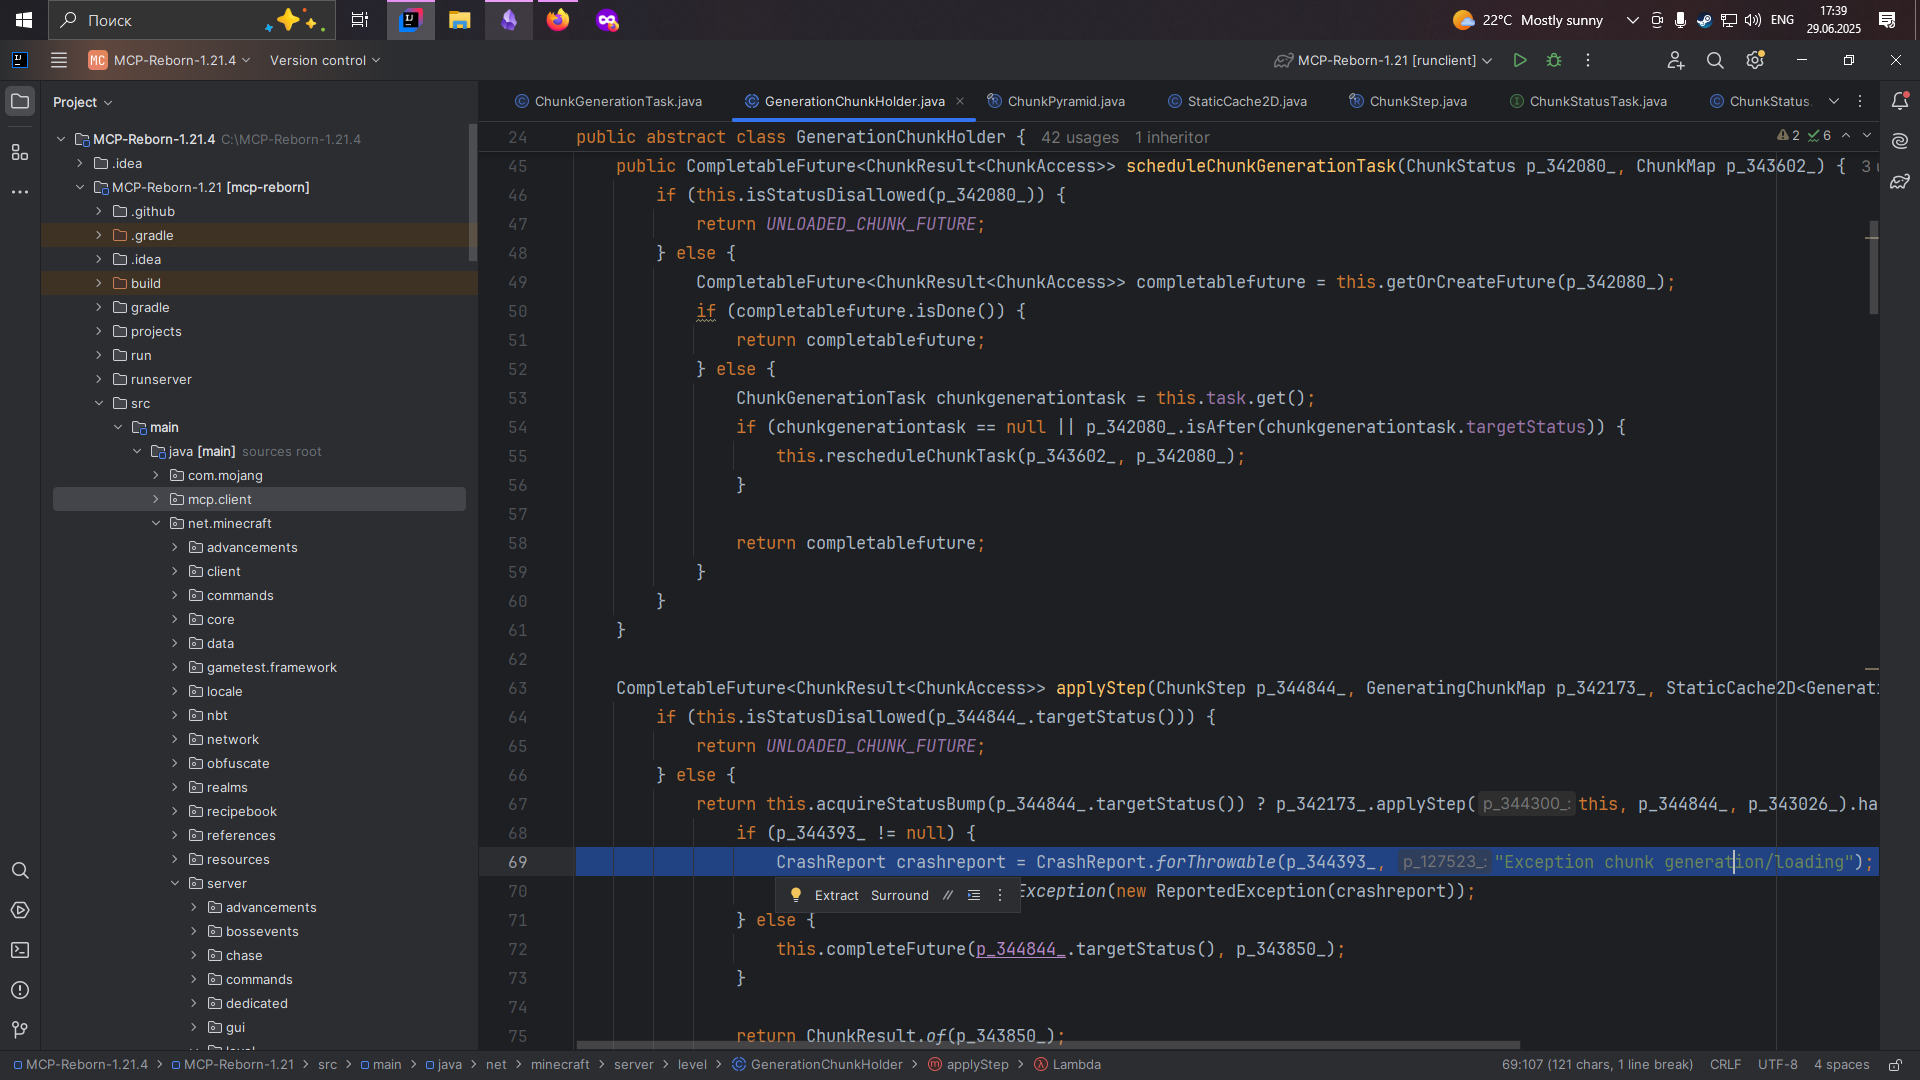 Поиск
22°C Mostly sunny
ENG
17:39
29.06.2025
MC MCP-Reborn-1.21.4
Version control
MCP-Reborn-1.21 [runclient]
Project
ChunkGenerationTask.java
GenerationChunkHolder.java
ChunkPyramid.java
StaticCache2D.java
ChunkStep.java
ChunkStatusTask.java
ChunkStatus.
MCP-Reborn-1.21.4 C:\MCP-Reborn-1.21.4
.idea
MCP-Reborn-1.21 [mcp-reborn]
.github
.gradle
.idea
build
gradle
projects
run
runserver
src
main
java [main] sources root
com.mojang
mcp.client
net.minecraft
advancements
client
commands
core
data
gametest.framework
locale
nbt
network
obfuscate
realms
recipebook
references
resources
server
advancements
bossevents
chase
commands
dedicated
gui
24 public abstract class GenerationChunkHolder { 42 usages 1 inheritor
2 6
45 public CompletableFuture<ChunkResult<ChunkAccess>> scheduleChunkGenerationTask(ChunkStatus p_342080_, ChunkMap p_343602_) { 3 u
46 if (this.isStatusDisallowed(p_342080_)) {
47 return UNLOADED_CHUNK_FUTURE;
48 } else {
49 CompletableFuture<ChunkResult<ChunkAccess>> completablefuture = this.getOrCreateFuture(p_342080_);
50 if (completablefuture.isDone()) {
51 return completablefuture;
52 } else {
53 ChunkGenerationTask chunkgenerationtask = this.task.get();
54 if (chunkgenerationtask == null || p_342080_.isAfter(chunkgenerationtask.targetStatus)) {
55 this.rescheduleChunkTask(p_343602_, p_342080_);
56 }
57
58 return completablefuture;
59 }
60 }
61 }
62
63 CompletableFuture<ChunkResult<ChunkAccess>> applyStep(ChunkStep p_344844_, GeneratingChunkMap p_342173_, StaticCache2D<Generati
64 if (this.isStatusDisallowed(p_344844_.targetStatus())) {
65 return UNLOADED_CHUNK_FUTURE;
66 } else {
67 return this.acquireStatusBump(p_344844_.targetStatus()) ? p_342173_.applyStep( p_344300_: this, p_344844_, p_343026_).ha
68 if (p_344393_ != null) {
69 CrashReport crashreport = CrashReport.forThrowable(p_344393_, p_127523_: "Exception chunk generation/loading");
70 Exception(new ReportedException(crashreport));
Extract Surround //
71 } else {
72 this.completeFuture(p_344844_.targetStatus(), p_343850_);
73 }
74
75 return ChunkResult.of(p_343850_);
MCP-Reborn-1.21.4 > MCP-Reborn-1.21 > src > main > java > net > minecraft > server > level > GenerationChunkHolder > applyStep > Lambda
69:107 (121 chars, 1 line break) CRLF UTF-8 4 spaces